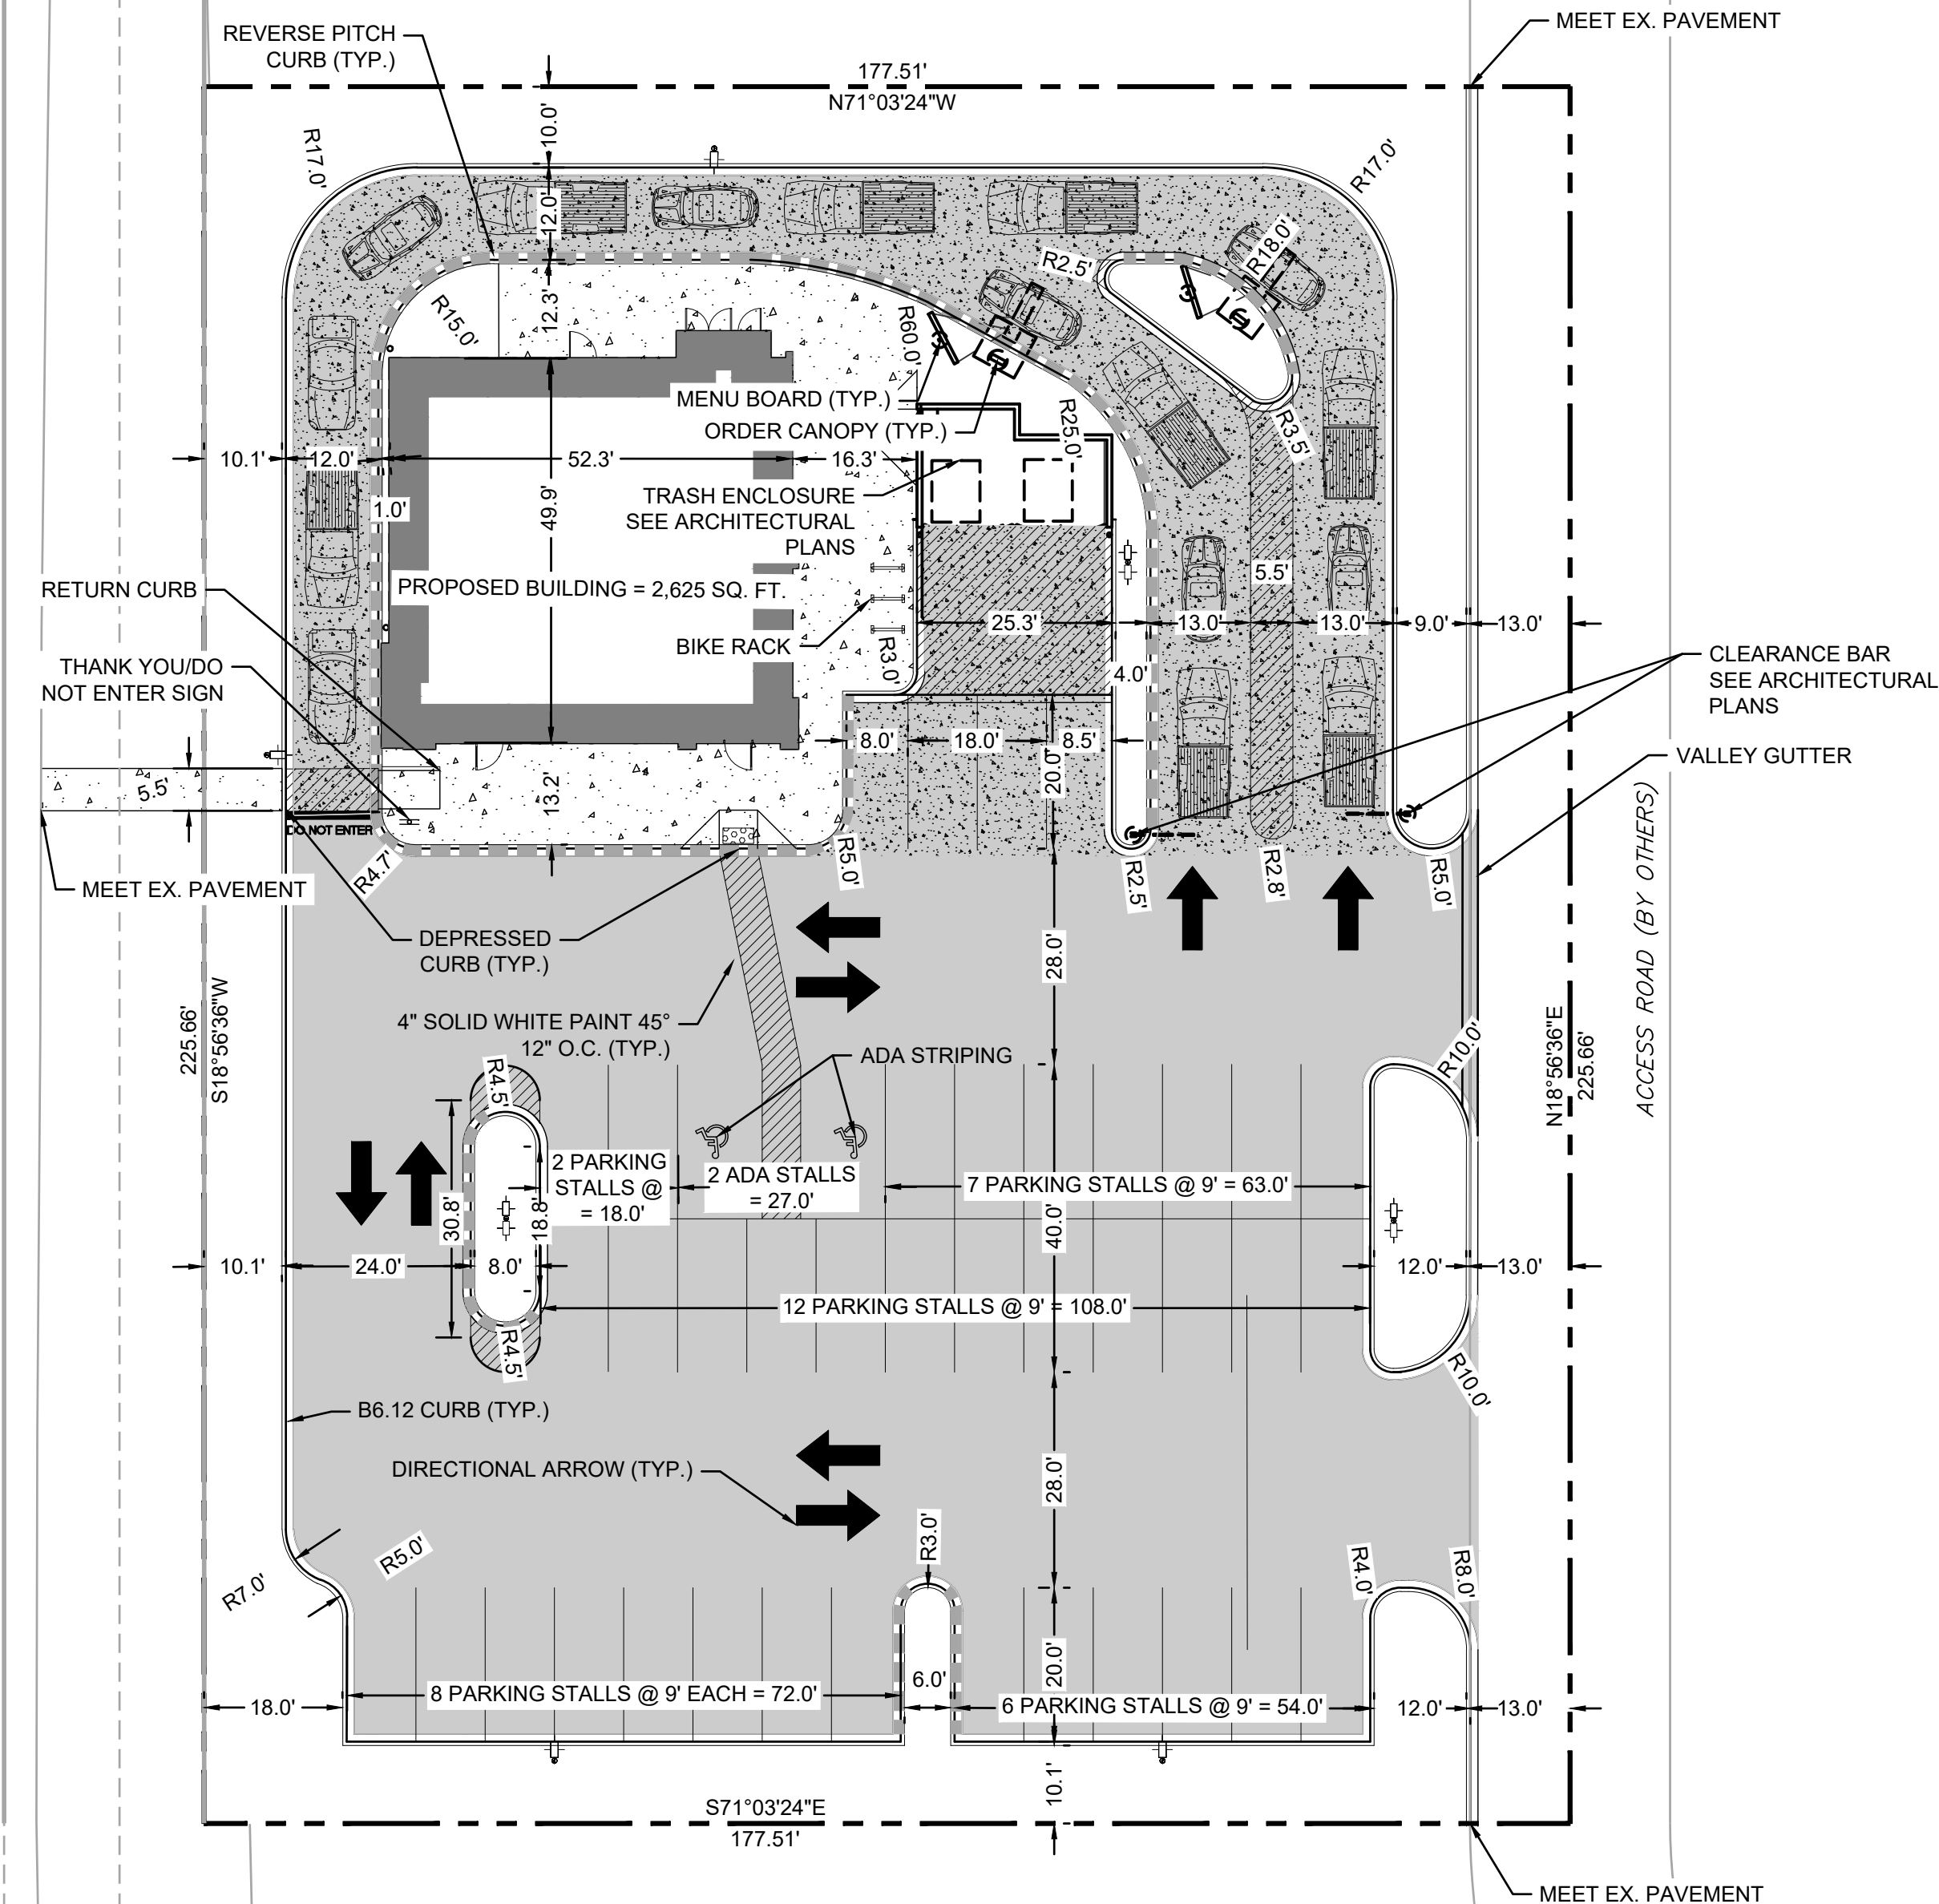 MEET EX. PAVEMENT
REVERSE PITCH
CURB (TYP.)
177.51'
N71°03'24"W
10.0'
R17.0'
R17.0'
12.0'
R18.0'
R2.5'
12.3'
R15.0'
R60.0'
MENU BOARD (TYP.)
ORDER CANOPY (TYP.)
R25.0'
R3.5'
10.1'
12.0'
52.3'
16.3'
49.9'
1.0'
TRASH ENCLOSURE
SEE ARCHITECTURAL
PLANS
5.5'
RETURN CURB
PROPOSED BUILDING = 2,625 SQ. FT.
25.3'
13.0'
13.0'
9.0'
13.0'
BIKE RACK
R3.0'
4.0'
THANK YOU/DO
NOT ENTER SIGN
CLEARANCE BAR
SEE ARCHITECTURAL
PLANS
8.0'
18.0'
8.5'
20.0'
VALLEY GUTTER
5.5'
13.2'
DO NOT ENTER
R4.7'
R5.0'
R2.5'
R2.8'
R5.0'
MEET EX. PAVEMENT
ACCESS ROAD (BY OTHERS)
DEPRESSED
CURB (TYP.)
28.0'
4" SOLID WHITE PAINT 45°
12" O.C. (TYP.)
ADA STRIPING
225.66'
S18°56'36"W
N18°56'36"E
225.66'
R10.0'
R4.5'
2 PARKING
STALLS @
= 18.0'
2 ADA STALLS
= 27.0'
7 PARKING STALLS @ 9' = 63.0'
30.8'
18.8'
40.0'
10.1'
24.0'
8.0'
12.0'
13.0'
12 PARKING STALLS @ 9' = 108.0'
R4.5'
R10.0'
B6.12 CURB (TYP.)
DIRECTIONAL ARROW (TYP.)
28.0'
R3.0'
R5.0'
R7.0'
R4.0'
R8.0'
20.0'
6.0'
8 PARKING STALLS @ 9' EACH = 72.0'
6 PARKING STALLS @ 9' = 54.0'
18.0'
12.0'
13.0'
10.1'
S71°03'24"E
177.51'
MEET EX. PAVEMENT